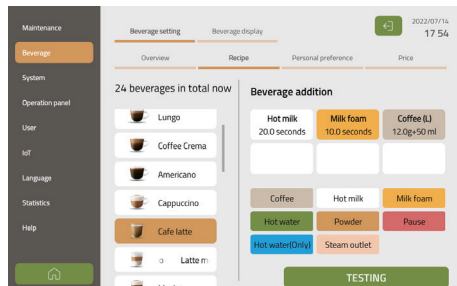 Maintenance
Beverage
System
Operation panel
User
IoT
Language
Statistics
Help
Beverage setting
Beverage display
2022/07/14
17 54
Overview
Recipe
Personal preference
Price
24 beverages in total now
Lungo
Coffee Crema
Americano
Cappuccino
Cafe latte
Latte m
Beverage addition
Hot milk
20.0 seconds
Milk foam
10.0 seconds
Coffee (L)
12.0g+50 ml
Coffee
Hot milk
Milk foam
Hot water
Powder
Pause
Hot water(Only)
Steam outlet
TESTING